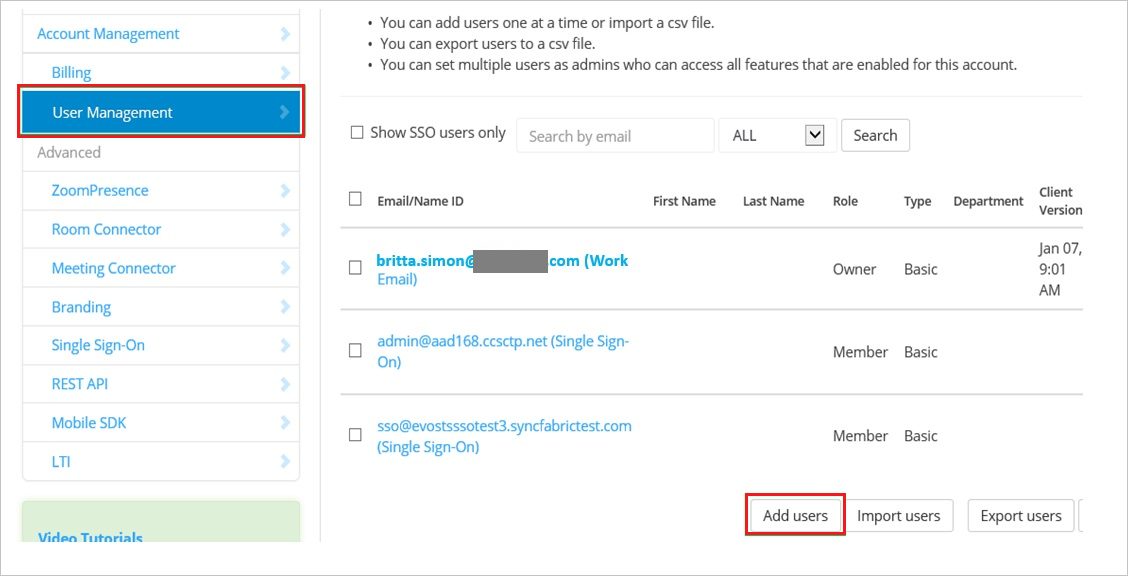 Account Management
Billing
User Management
Advanced
ZoomPresence
Room Connector
Meeting Connector
Branding
Single Sign-On
REST API
Mobile SDK
LTI
Video Tutorials
• You can add users one at a time or import a csv file.
• You can export users to a csv file.
• You can set multiple users as admins who can access all features that are enabled for this account.
Show SSO users only Search by email ALL Search
Email/Name ID First Name Last Name Role Type Department Client Version
britta.simon@ .com (Work
Email)
Owner Basic
Jan 07,
9:01
AM
admin@aad168.ccsctp.net (Single Sign-
On)
Member Basic
sso@evostsssotest3.syncfabrictest.com
(Single Sign-On)
Member Basic
Add users Import users Export users